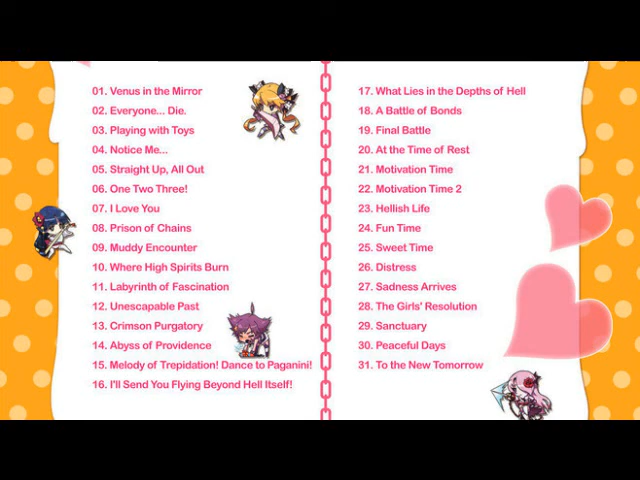 01. Venus in the Mirror
02. Everyone... Die.
03. Playing with Toys
04. Notice Me...
05. Straight Up, All Out
06. One Two Three!
07. I Love You
08. Prison of Chains
09. Muddy Encounter
10. Where High Spirits Burn
11. Labyrinth of Fascination
12. Unescapable Past
13. Crimson Purgatory
14. Abyss of Providence
15. Melody of Trepidation! Dance to Paganini!
16. I'll Send You Flying Beyond Hell Itself!
17. What Lies in the Depths of Hell
18. A Battle of Bonds
19. Final Battle
20. At the Time of Rest
21. Motivation Time
22. Motivation Time 2
23. Hellish Life
24. Fun Time
25. Sweet Time
26. Distress
27. Sadness Arrives
28. The Girls' Resolution
29. Sanctuary
30. Peaceful Days
31. To the New Tomorrow